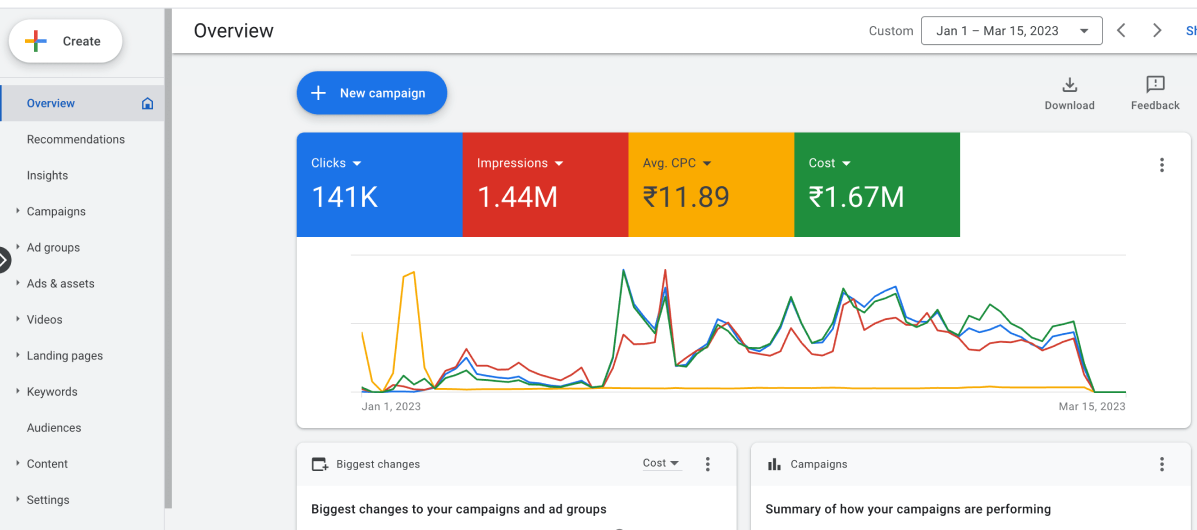 Create
Overview
Recommendations
Insights
Campaigns
Ad groups
Ads & assets
Videos
Landing pages
Keywords
Audiences
Content
Settings
Overview
Custom
Jan 1 – Mar 15, 2023
New campaign
Download
Feedback
Clicks
141K
Impressions
1.44M
Avg. CPC
₹11.89
Cost
₹1.67M
Jan 1, 2023
Mar 15, 2023
Biggest changes
Cost
Biggest changes to your campaigns and ad groups
Campaigns
Summary of how your campaigns are performing